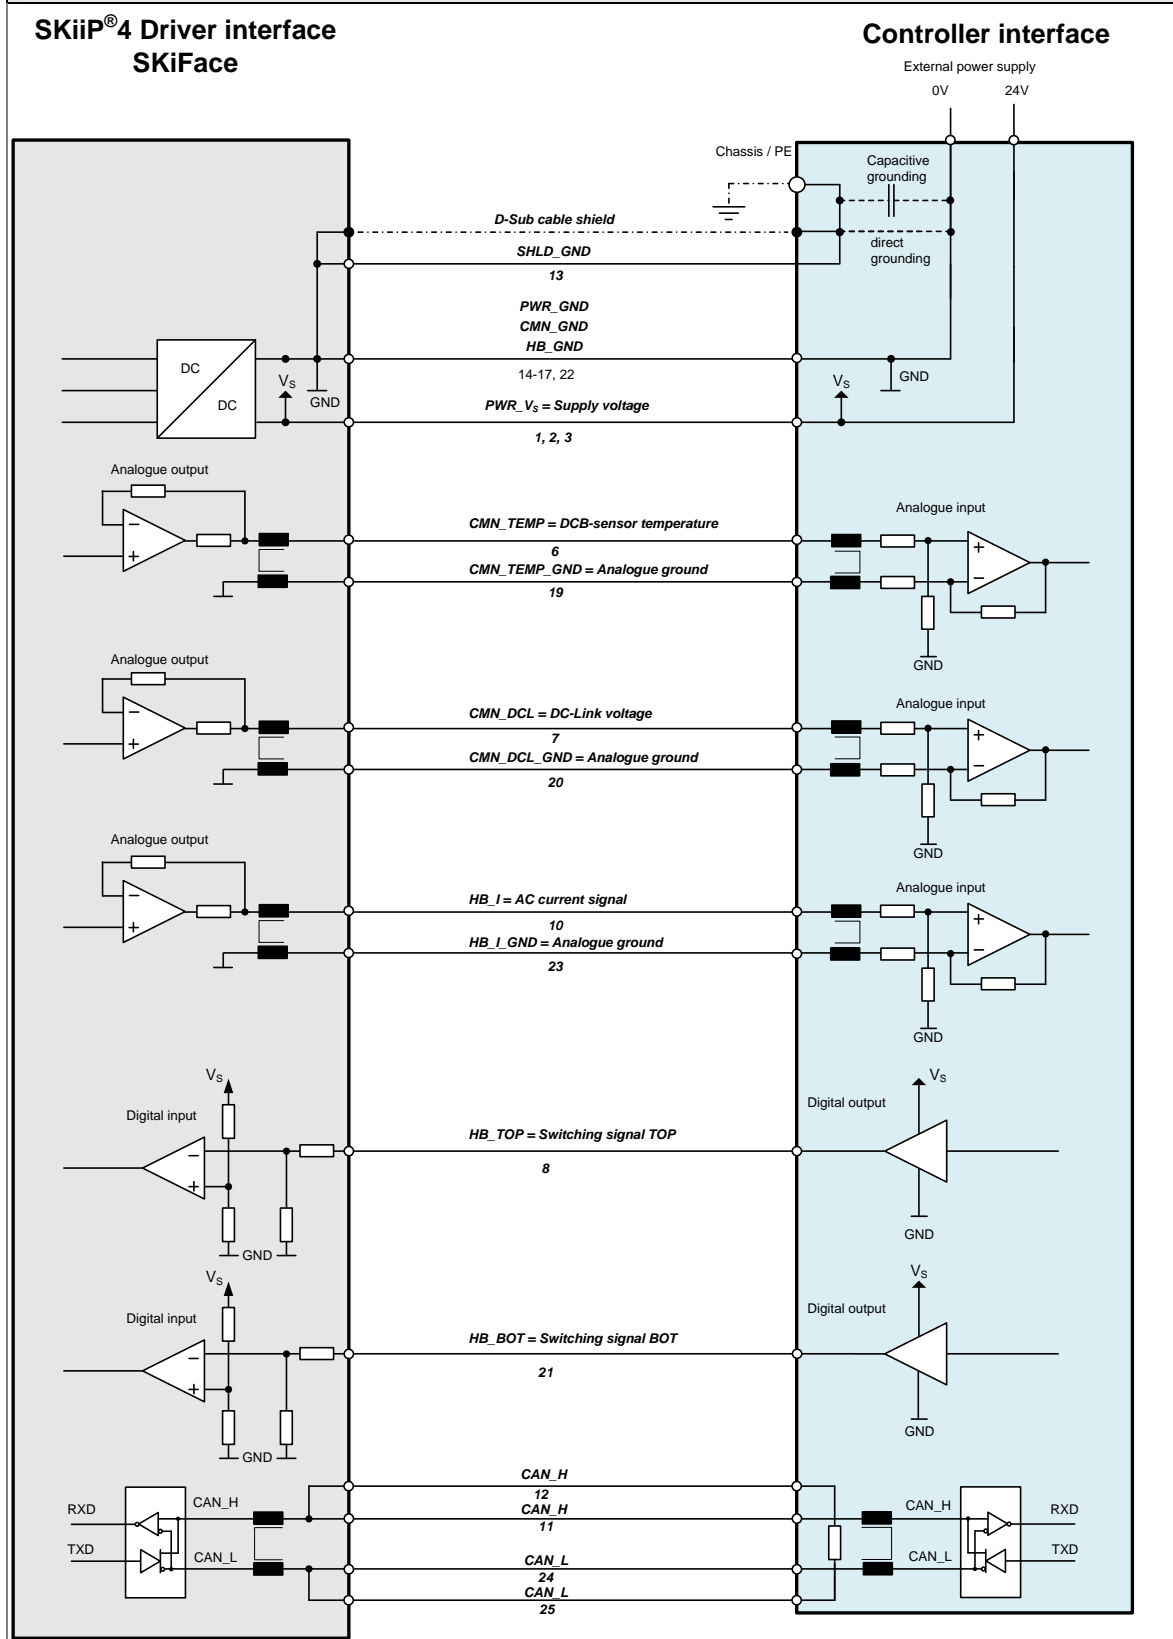 SKiiP®4 Driver interface
SKiFace
Controller interface
External power supply
0V 24V
Chassis / PE
Capacitive
grounding
D-Sub cable shield
direct
grounding
SHLD_GND
13
PWR_GND
CMN_GND
HB_GND
14-17, 22
DC
DC
VS
GND
VS
GND
PWR_VS = Supply voltage
1, 2, 3
Analogue output
Analogue input
CMN_TEMP = DCB-sensor temperature
6
CMN_TEMP_GND = Analogue ground
19
−
+
+
−
GND
Analogue output
Analogue input
CMN_DCL = DC-Link voltage
7
CMN_DCL_GND = Analogue ground
20
−
+
+
−
GND
Analogue output
Analogue input
HB_I = AC current signal
10
HB_I_GND = Analogue ground
23
−
+
+
−
GND
VS
VS
Digital input
Digital output
HB_TOP = Switching signal TOP
8
−
+
GND
GND
VS
VS
Digital input
Digital output
HB_BOT = Switching signal BOT
21
−
+
GND
GND
CAN_H
12
CAN_H
11
CAN_L
24
CAN_L
25
RXD
CAN_H
TXD
CAN_L
CAN_H
RXD
CAN_L
TXD